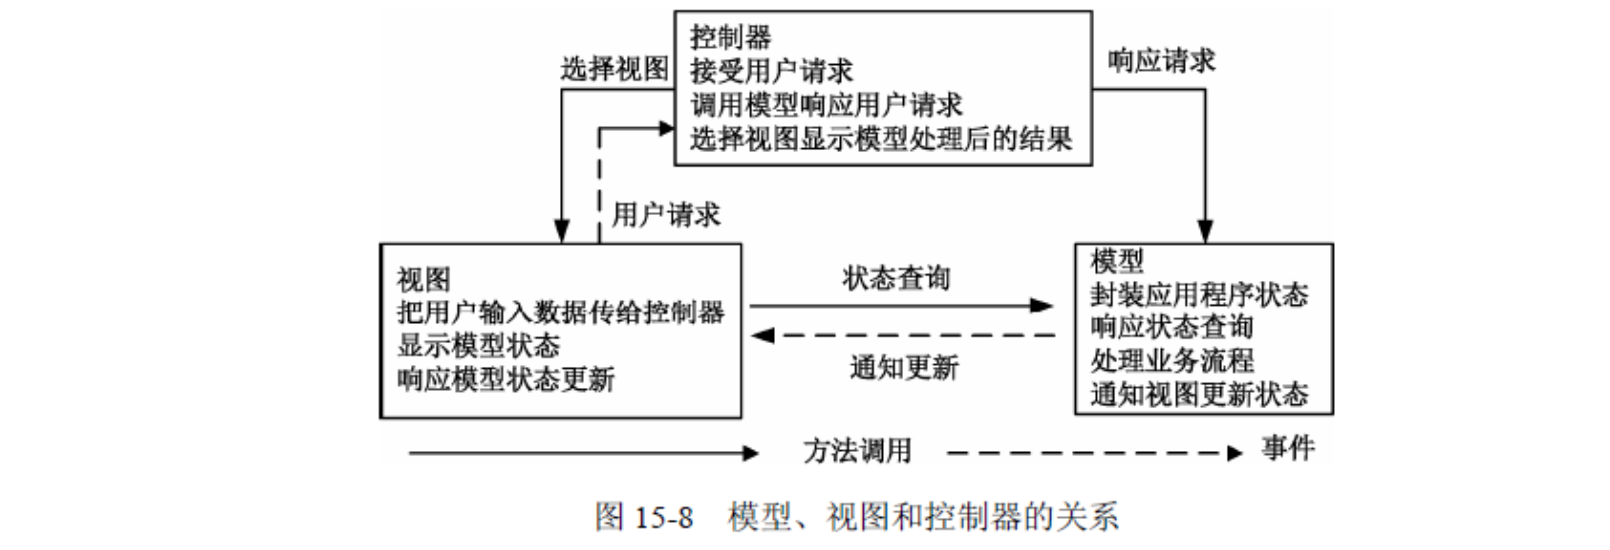 控制器
接受用户请求
调用模型响应用户请求
选择视图显示模型处理后的结果
选择视图
响应请求
用户请求
视图
把用户输入数据传给控制器
显示模型状态
响应模型状态更新
状态查询
通知更新
模型
封装应用程序状态
响应状态查询
处理业务流程
通知视图更新状态
方法调用
事件
图 15-8 模型、视图和控制器的关系